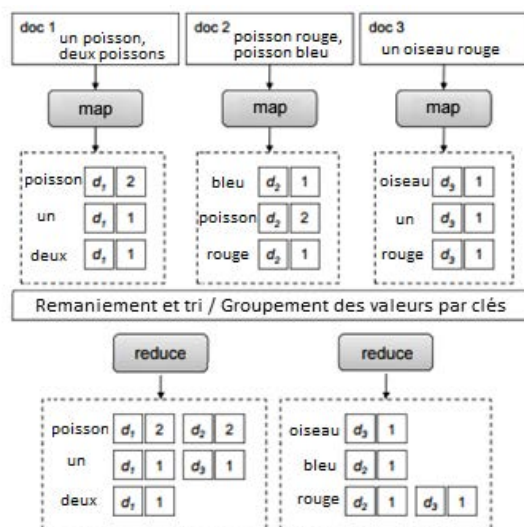 doc 1
un poisson,
deux poissons
doc 2
poisson rouge,
poisson bleu
doc 3
un oiseau rouge
map
map
map
poisson d₁ 2
un d₁ 1
deux d₁ 1
bleu d₂ 1
poisson d₂ 2
rouge d₂ 1
oiseau d₃ 1
un d₃ 1
rouge d₃ 1
Remaniement et tri / Groupement des valeurs par clés
reduce
reduce
poisson d₁ 2 d₂ 2
un d₁ 1 d₃ 1
deux d₁ 1
oiseau d₃ 1
bleu d₂ 1
rouge d₂ 1 d₃ 1